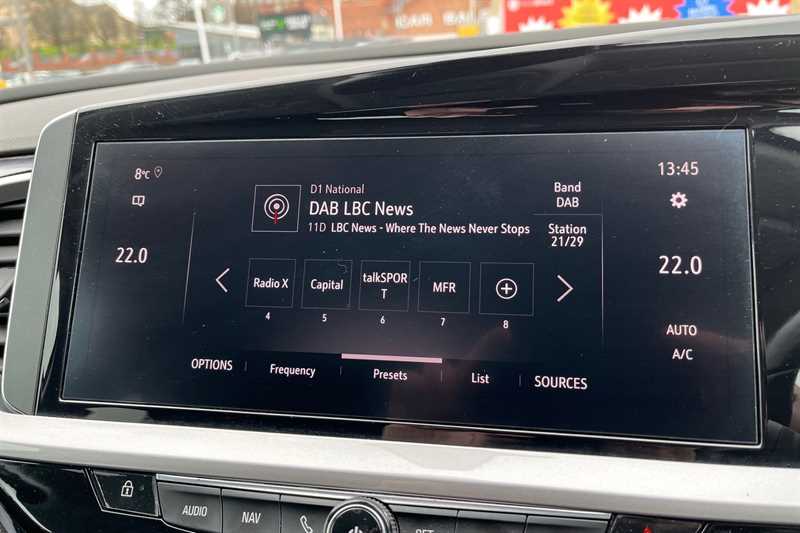 8°C
13:45
D1 National
DAB LBC News
11D LBC News - Where The News Never Stops
Band
DAB
Station
21/29
22.0
22.0
Radio X
Capital
talkSPOR
T
MFR
4
5
6
7
8
AUTO
A/C
OPTIONS
Frequency
Presets
List
SOURCES
AUDIO
NAV